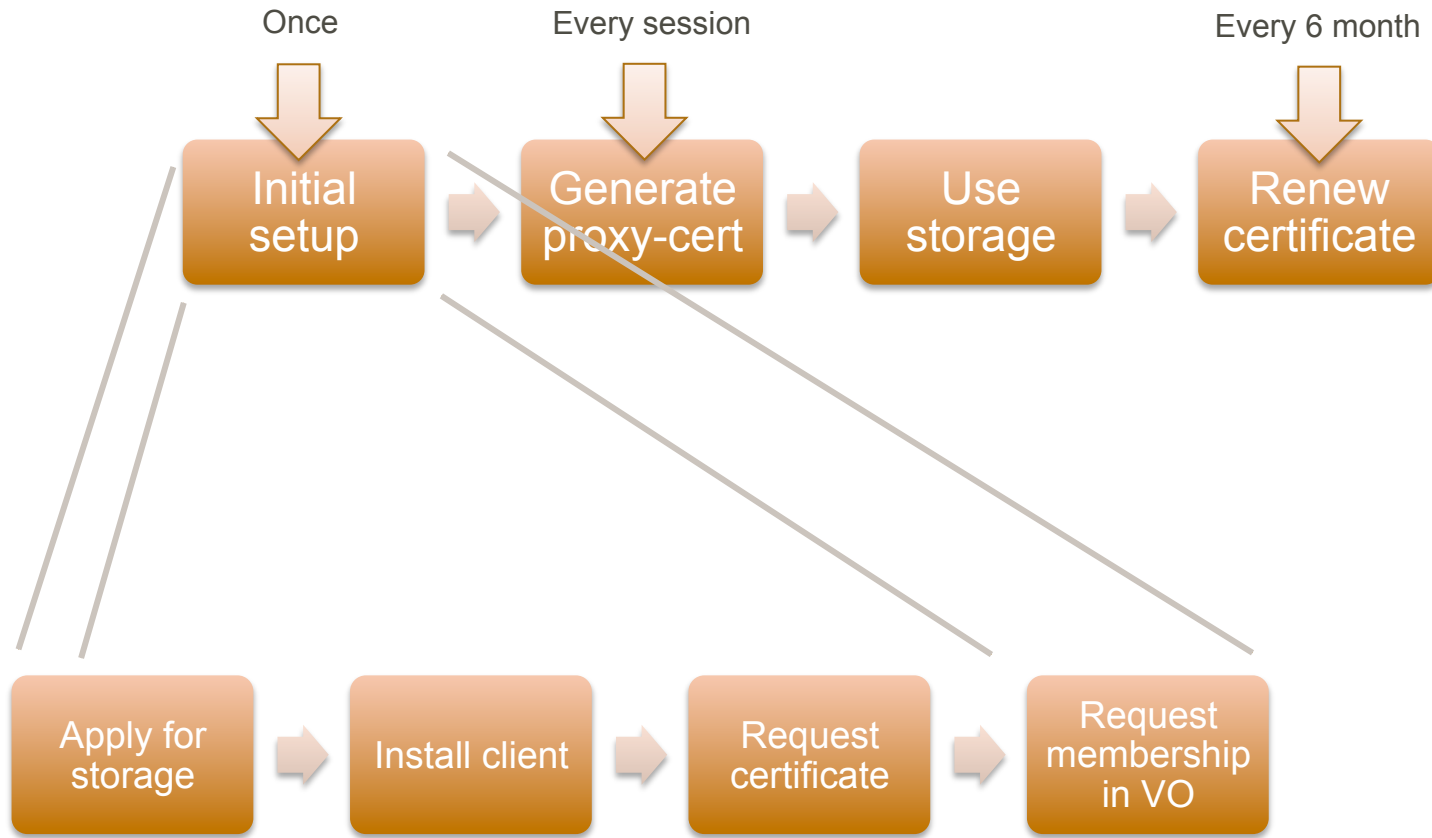 Once
Every session
Every 6 month
Initial
setup
Generate
proxy-cert
Use
storage
Renew
certificate
Apply for
storage
Install client
Request
certificate
Request
membership
in VO